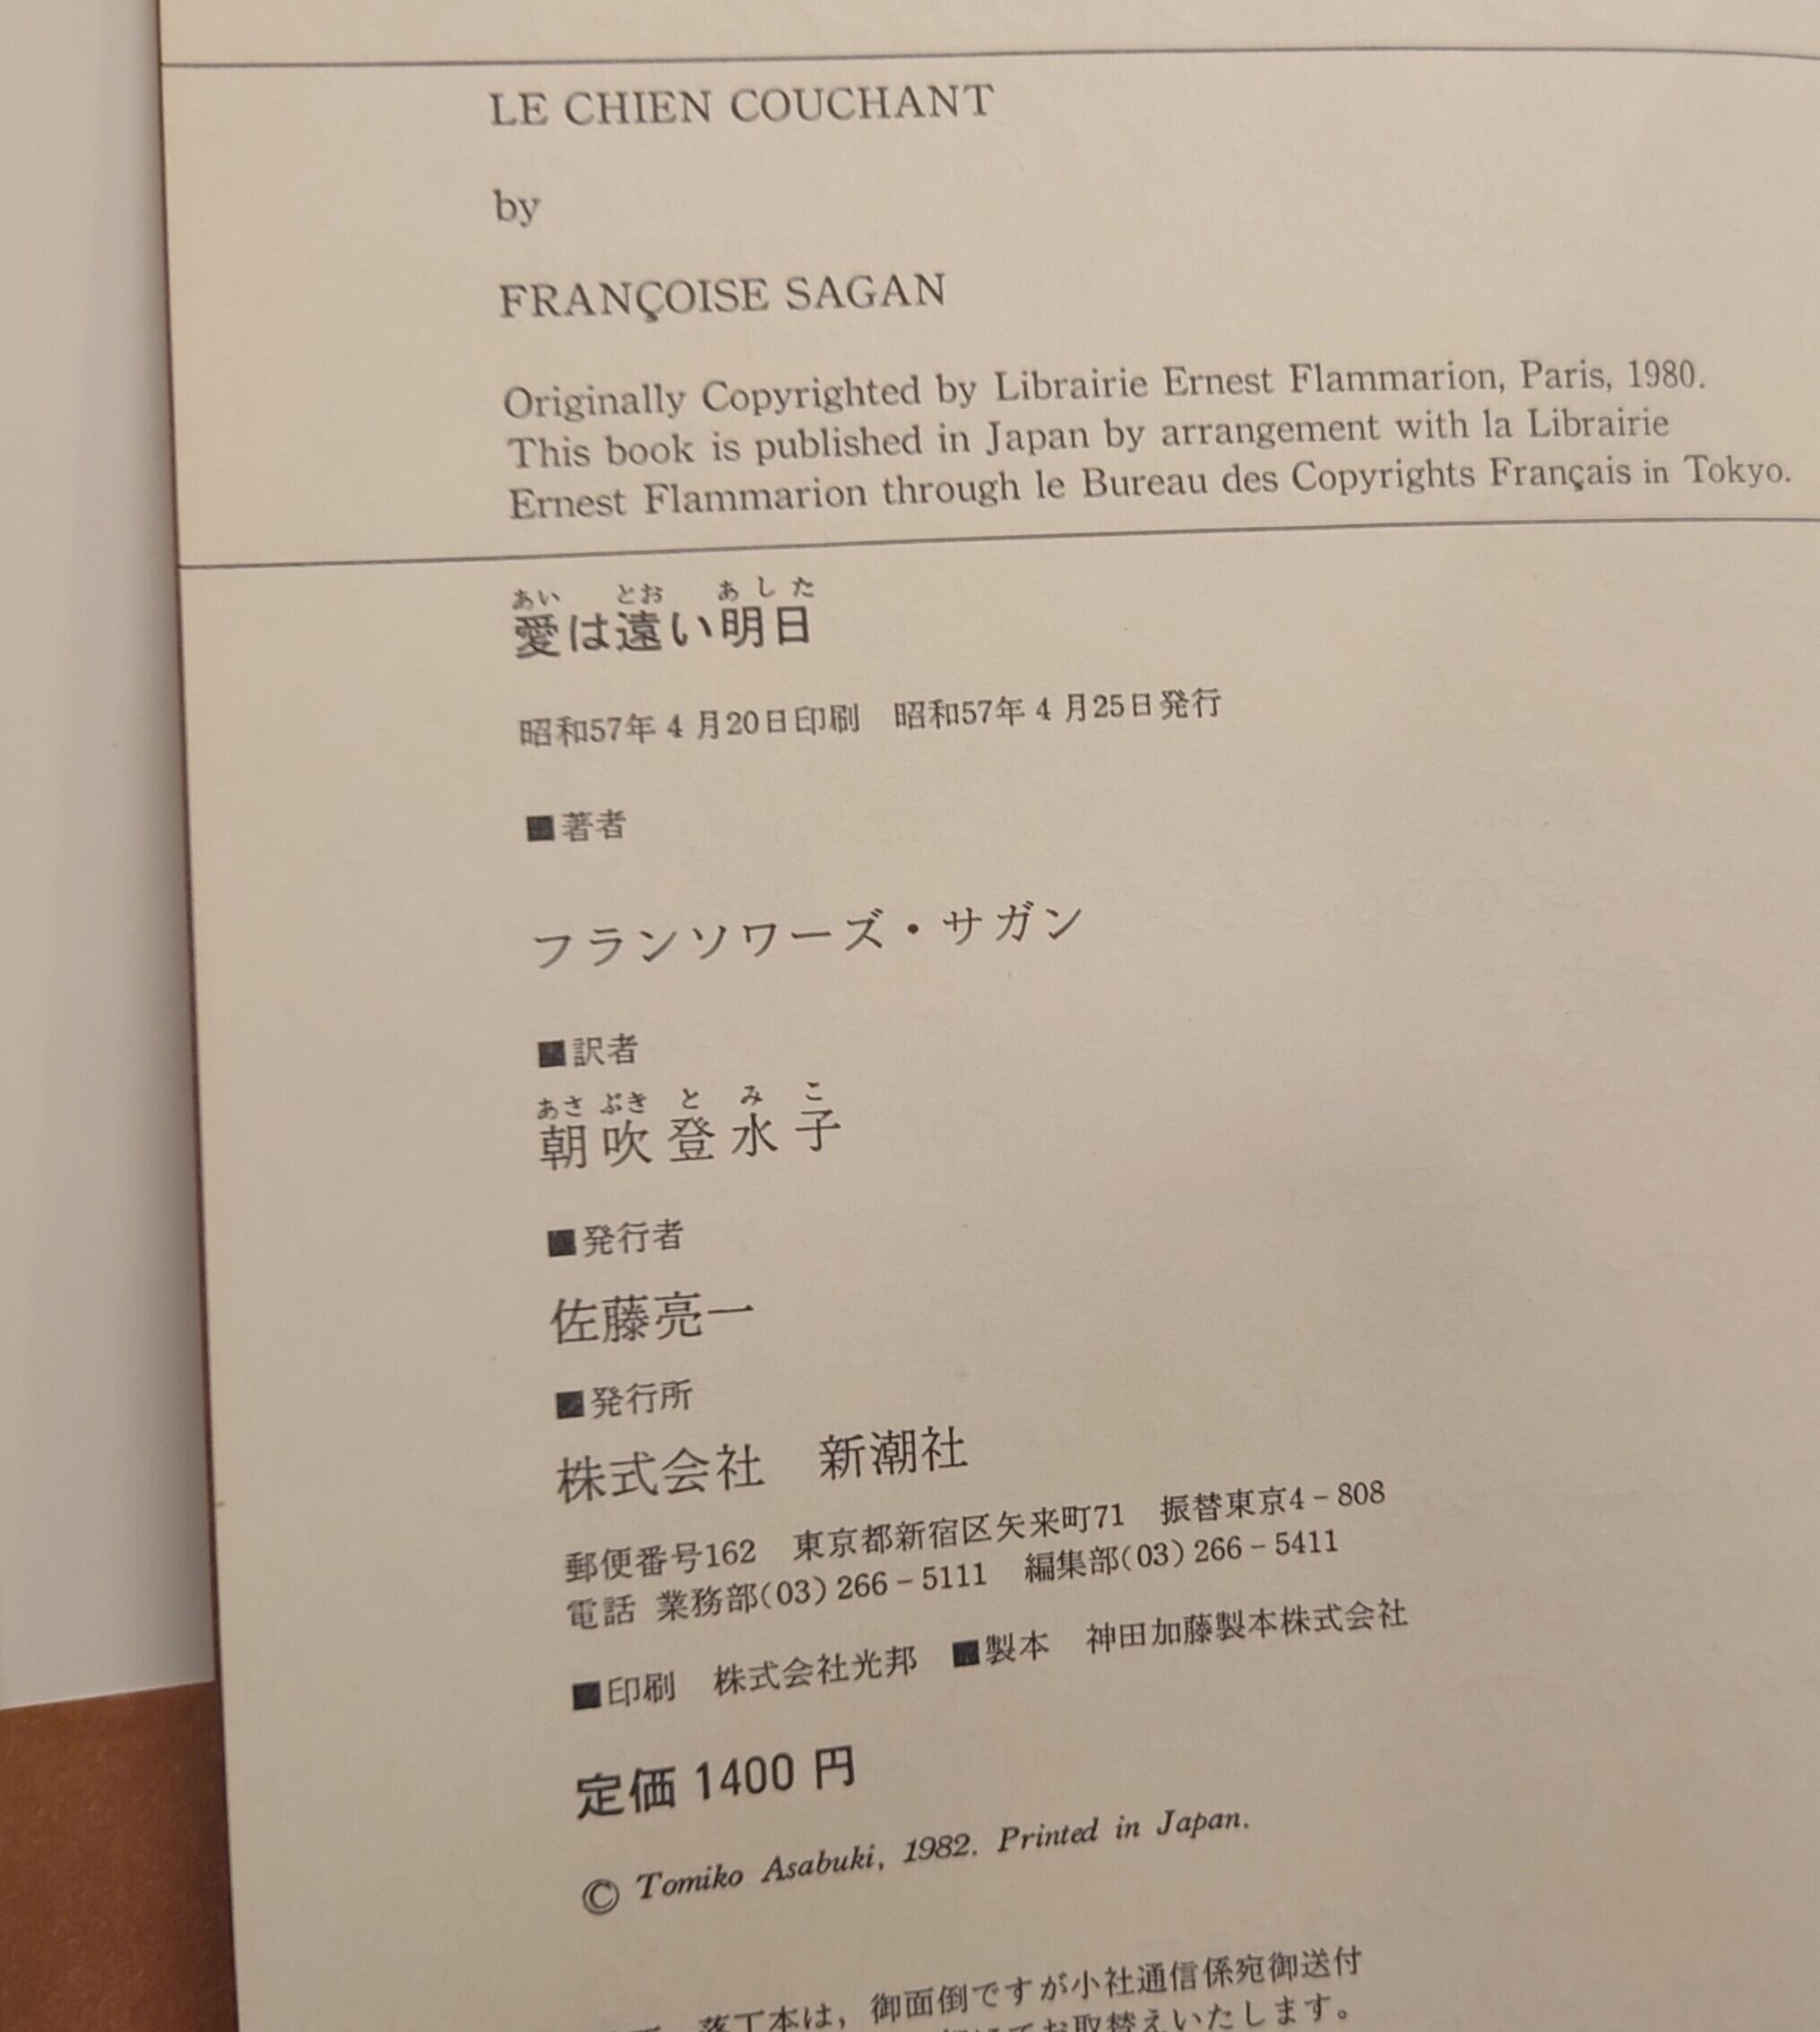 LE CHIEN COUCHANT
by
FRANÇOISE SAGAN
Originally Copyrighted by Librairie Ernest Flammarion, Paris, 1980.
This book is published in Japan by arrangement with la Librairie
Ernest Flammarion through le Bureau des Copyrights Français in Tokyo.
あい とお あした
愛は遠い明日
昭和57年4月20日印刷 昭和57年4月25日発行
■著者
フランソワーズ・サガン
■訳者
あさ ぶき と み こ
朝吹登水子
■発行者
佐藤亮一
■発行所
株式会社 新潮社
郵便番号162 東京都新宿区矢来町71 振替東京4-808
電話 業務部(03)266-5111 編集部(03)266-5411
■印刷 株式会社光邦 ■製本 神田加藤製本株式会社
定価 1400 円
© Tomiko Asabuki, 1982. Printed in Japan.
落丁本は，御面倒ですが小社通信係宛御送付
お取替えいたします。